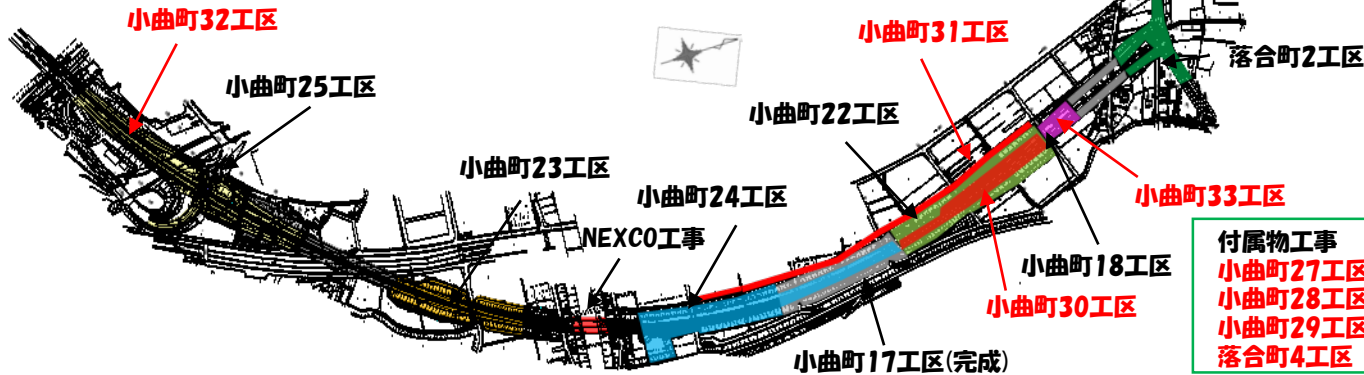 小曲町32工区
小曲町31工区
落合町2工区
小曲町25工区
小曲町22工区
小曲町23工区
小曲町24工区
小曲町33工区
NEXCO工事
小曲町18工区
小曲町30工区
小曲町17工区(完成)
付属物工事
小曲町27工区
小曲町28工区
小曲町29工区
落合町4工区